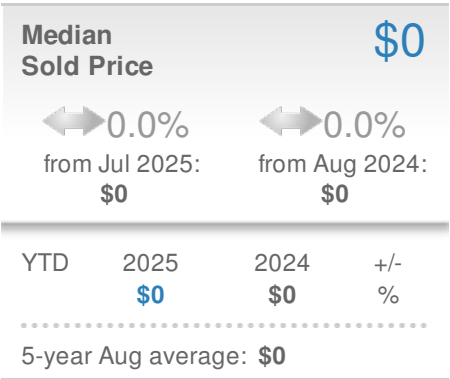 Median $0
Sold Price
0.0% 0.0%
from Jul 2025: from Aug 2024:
$0 $0
YTD 2025 2024 +/-
$0 $0 %
5-year Aug average: $0